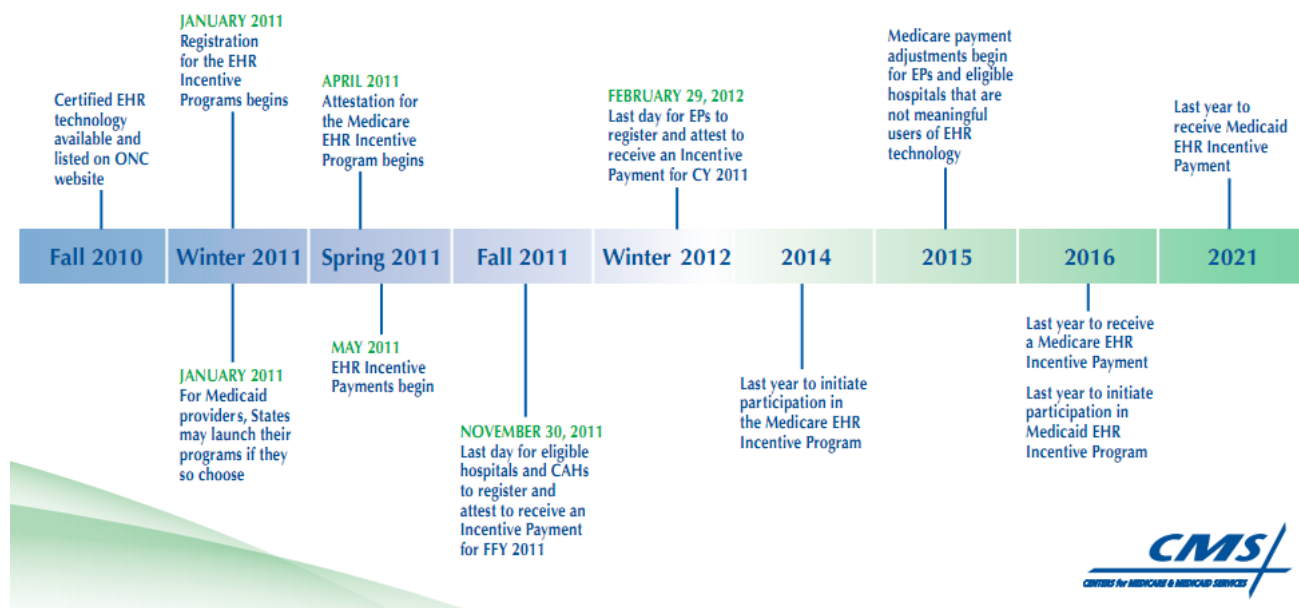 Certified EHR
technology
available and
listed on ONC
website
JANUARY 2011
Registration
for the EHR
Incentive
Programs begins
APRIL 2011
Attestation for
the Medicare
EHR Incentive
Program begins
FEBRUARY 29, 2012
Last day for EPs to
register and attest to
receive an Incentive
Payment for CY 2011
Medicare payment
adjustments begin
for EPs and eligible
hospitals that are
not meaningful
users of EHR
technology
Last year to
receive Medicaid
EHR Incentive
Payment
Fall 2010
Winter 2011
Spring 2011
Fall 2011
Winter 2012
2014
2015
2016
2021
JANUARY 2011
For Medicaid
providers, States
may launch their
programs if they
so choose
MAY 2011
EHR Incentive
Payments begin
NOVEMBER 30, 2011
Last day for eligible
hospitals and CAHs
to register and
attest to receive an
Incentive Payment
for FFY 2011
Last year to initiate
participation in
the Medicare EHR
Incentive Program
Last year to receive
a Medicare EHR
Incentive Payment
Last year to initiate
participation in
Medicaid EHR
Incentive Program
CMS
CENTERS for MEDICARE & MEDICAID SERVICES